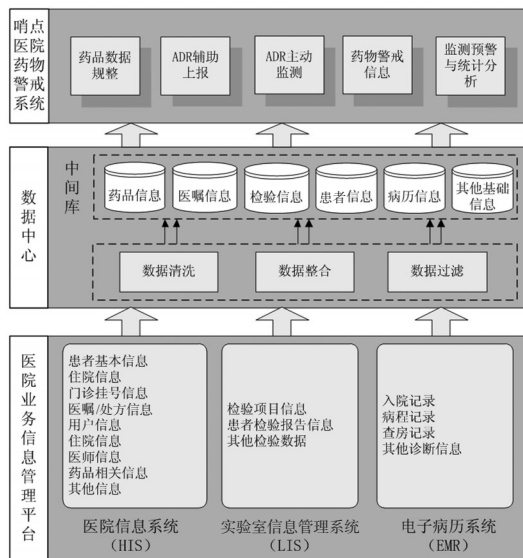 哨点
医院
药物
警戒
系统
药品数据
规整
ADR辅助
上报
ADR主动
监测
药物警戒
信息
监测预警
与统计分
析
数据中心
中间库
药品信息
医嘱信息
检验信息
患者信息
病历信息
其他基础
信息
数据清洗
数据整合
数据过滤
医院业务信息管理平台
患者基本信息
住院信息
门诊挂号信息
医嘱/处方信息
用户信息
住院信息
医师信息
药品相关信息
其他信息
医院信息系统
（HIS）
检验项目信息
患者检验报告信息
其他检验数据
实验室信息管理系统
（LIS）
入院记录
病程记录
查房记录
其他诊断信息
电子病历系统
（EMR）